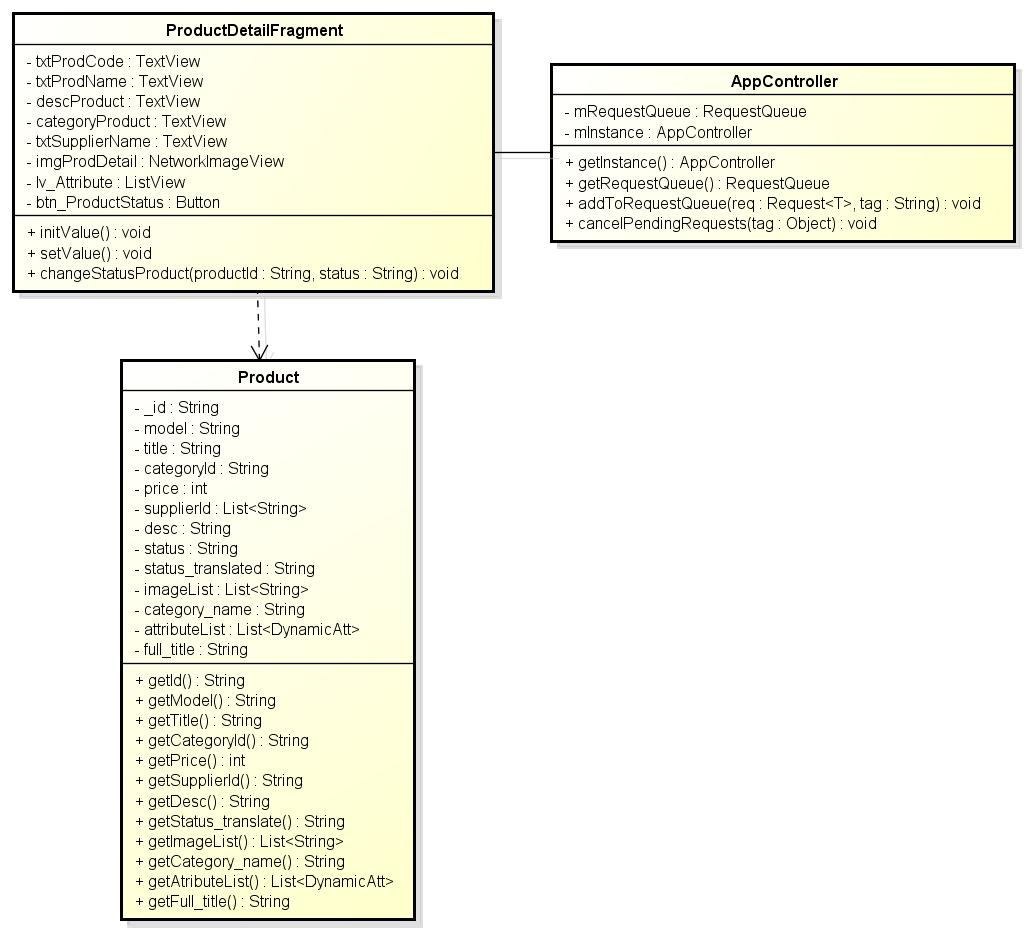 ProductDetailFragment
- txtProdCode : TextView
- txtProdName : TextView
- descProduct : TextView
- categoryProduct : TextView
- txtSupplierName : TextView
- imgProdDetail : NetworkImageView
- lv_Attribute : ListView
- btn_ProductStatus : Button
+ initValue() : void
+ setValue() : void
+ changeStatusProduct(productId : String, status : String) : void
AppController
- mRequestQueue : RequestQueue
- mInstance : AppController
+ getInstance() : AppController
+ getRequestQueue() : RequestQueue
+ addToRequestQueue(req : Request<T>, tag : String) : void
+ cancelPendingRequests(tag : Object) : void
Product
- _id : String
- model : String
- title : String
- categoryId : String
- price : int
- supplierId : List<String>
- desc : String
- status : String
- status_translated : String
- imageList : List<String>
- category_name : String
- attributeList : List<DynamicAtt>
- full_title : String
+ getId() : String
+ getModel() : String
+ getTitle() : String
+ getCategoryId() : String
+ getPrice() : int
+ getSupplierId() : String
+ getDesc() : String
+ getStatus_translate() : String
+ getImageList() : List<String>
+ getCategory_name() : String
+ getAtributeList() : List<DynamicAtt>
+ getFull_title() : String